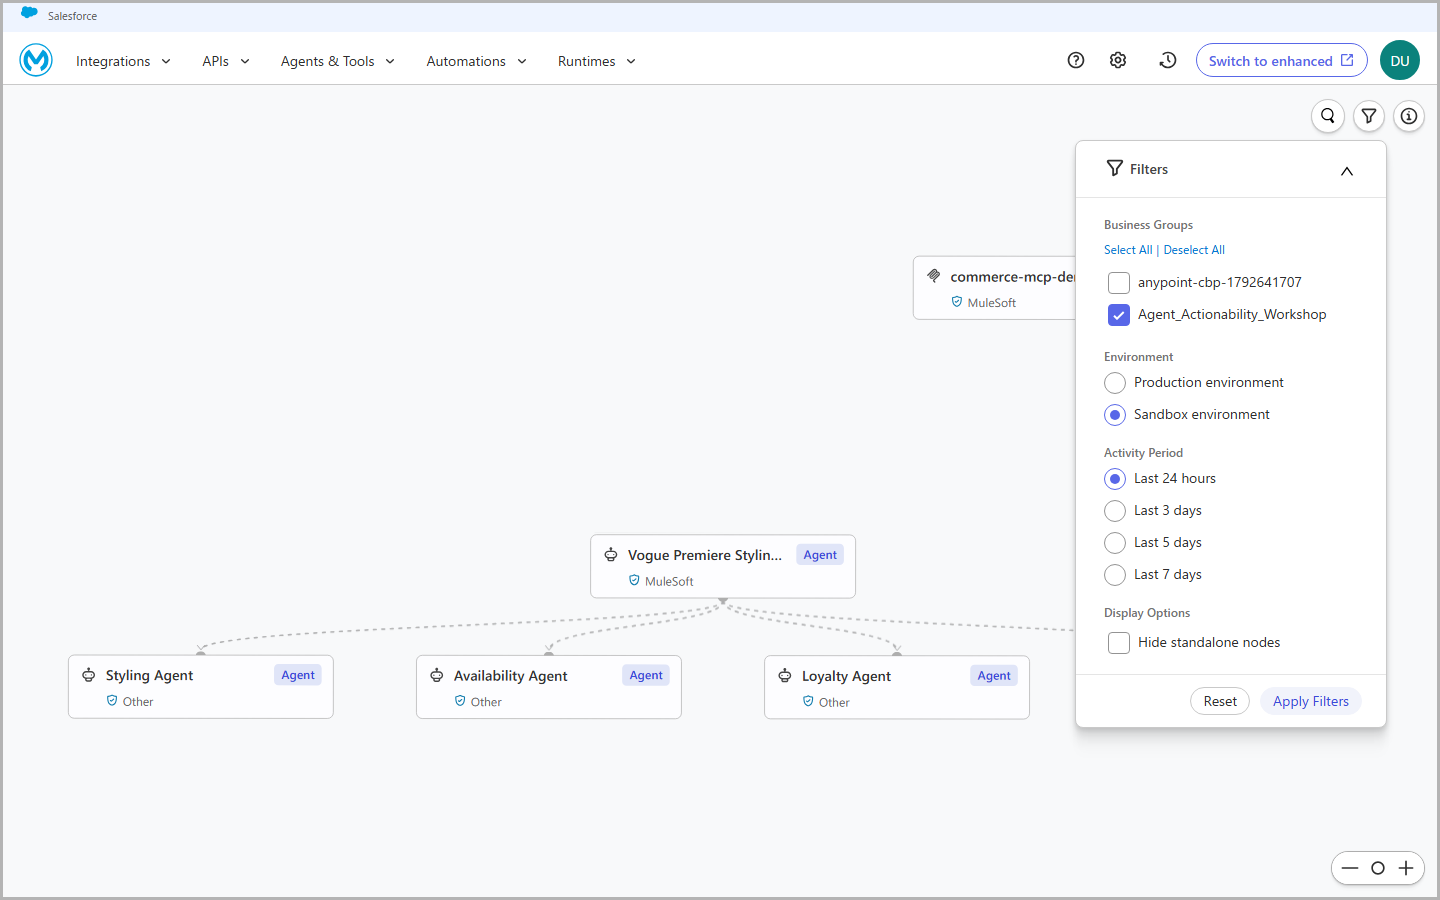 Salesforce
Integrations
APIs
Agents & Tools
Automations
Runtimes
Switch to enhanced
DU
Filters
Business Groups
Select All | Deselect All
anypoint-cbp-1792641707
Agent_Actionability_Workshop
Environment
Production environment
Sandbox environment
Activity Period
Last 24 hours
Last 3 days
Last 5 days
Last 7 days
Display Options
Hide standalone nodes
Reset
Apply Filters
commerce-mcp-de
MuleSoft
Vogue Premiere Stylin...
Agent
MuleSoft
Styling Agent
Agent
Other
Availability Agent
Agent
Other
Loyalty Agent
Agent
Other